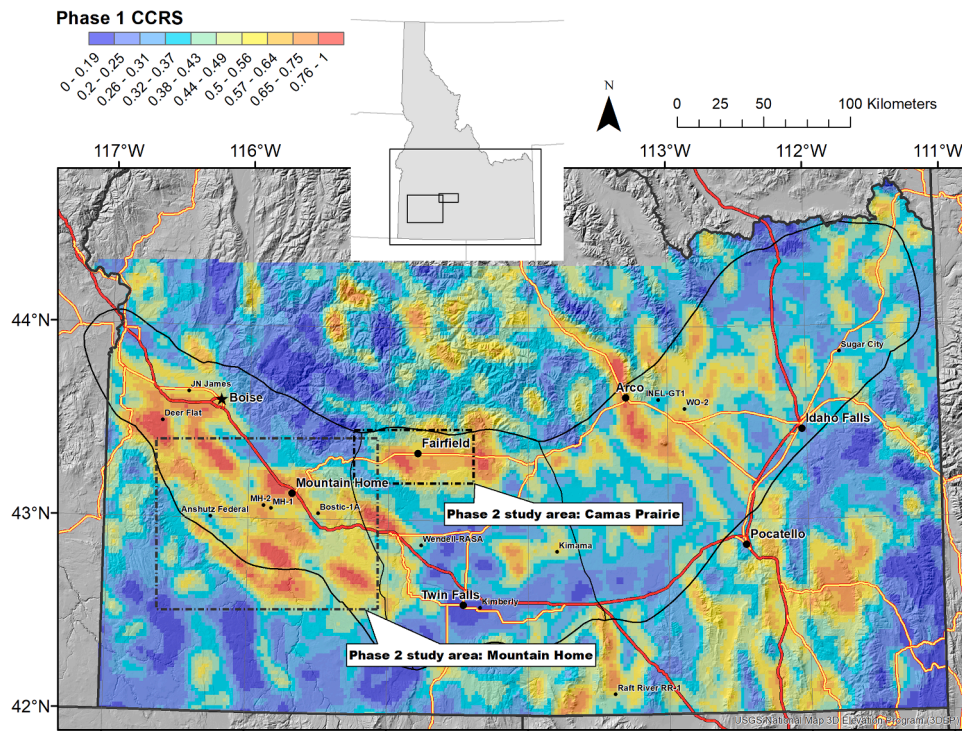 Phase 1 CCRS
0 - 0.19
0.2 - 0.25
0.26 - 0.31
0.32 - 0.37
0.38 - 0.43
0.44 - 0.49
0.5 - 0.56
0.57 - 0.64
0.65 - 0.75
0.76 - 1
N
0 25 50 100 Kilometers
117°W 116°W 113°W 112°W 111°W
44°N
Sugar City
JN James
Boise
Arco
INEL-GT1
WO-2
Deer Flat
Idaho Falls
Fairfield
Mountain Home
MH-2
MH-1
43°N
Anshutz Federal
Bostic-1A
Phase 2 study area: Camas Prairie
Wendell-RASA
Kimama
Pocatello
Twin Falls
Kimberly
Phase 2 study area: Mountain Home
Raft River RR-1
42°N
USGS National Map 3D Elevation Program (3DEP)